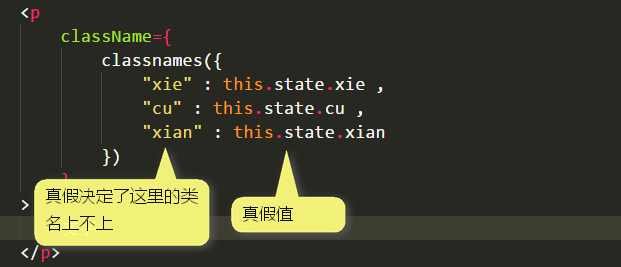 <p
className={
classnames({
"xie" : this.state.xie ,
"cu" : this.state.cu ,
"xian" : this.state.xian
})
}
>
真假决定了这里的类
名上不上
真假值
</p>